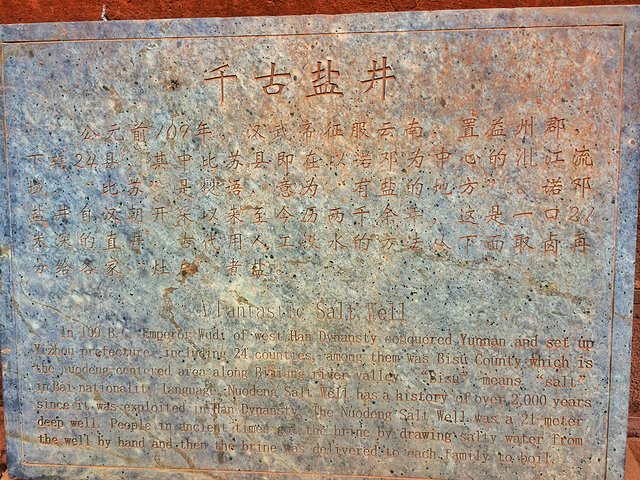 千古盐井
公元前109年，汉武帝征服云南，置益州郡，
下辖24县，其中比苏县即在以诺邓为中心的沘江流
域。“比苏”是僰语，意为“有盐的地方”。诺邓
盐井自汉朝开采以来至今历两千余年，这是一口21
米深的直井，古代用人工汲水的方法从下面取卤再
分给各家 灶 煮盐
A Fantastic Salt Well
In 109 B.C. Emperor Wudi of west Han Dynasty conquered Yunnan and set up
Yizhou prefecture, including 24 counties, among them was Bisu County which is
the Nuodeng-centered area along Bijiang river valley. "Bisu" means "salt"
in Bai nationality language. Nuodeng Salt Well has a history of over 2,000 years
since it was exploited in Han Dynasty. The Nuodeng Salt Well was a 21 meter
deep well. People in ancient times got the brine by drawing salty water from
the well by hand and then the brine was delivered to each family to boil.